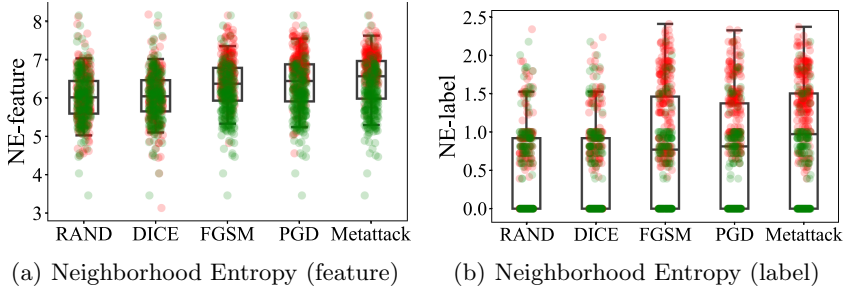 NE-feature
8
7
6
5
4
3
RAND DICE FGSM PGD Metattack
(a) Neighborhood Entropy (feature)
NE-label
2.5
2.0
1.5
1.0
0.5
0.0
RAND DICE FGSM PGD Metattack
(b) Neighborhood Entropy (label)